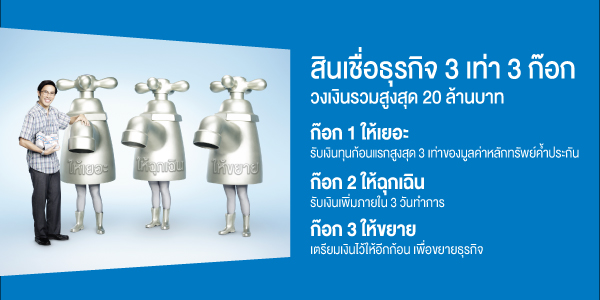 สินเชื่อธุรกิจ 3 เท่า 3 ก๊อก
วงเงินรวมสูงสุด 20 ล้านบาท
ก๊อก 1 ให้เยอะ
รับเงินทุนก้อนแรกสูงสุด 3 เท่าของมูลค่าหลักทรัพย์ค้ำประกัน
ก๊อก 2 ให้ฉุกเฉิน
รับเงินเพิ่มภายใน 3 วันทำการ
ก๊อก 3 ให้ขยาย
เตรียมเงินไว้ให้อีกก้อน เพื่อขยายธุรกิจ
ให้เยอะ
ให้ฉุกเฉิน
ให้ขยาย